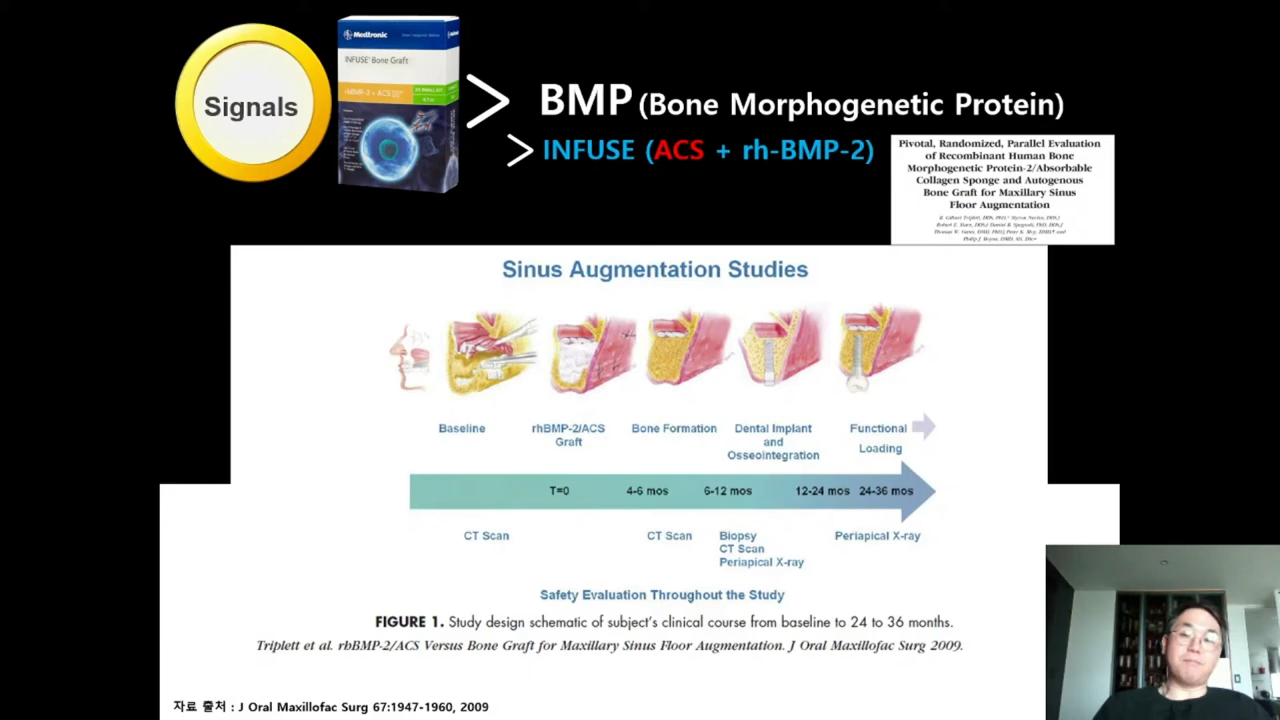 Signals
Medtronic
INFUSE® Bone Graft
rhBMP-2 + ACS
BMP (Bone Morphogenetic Protein)
INFUSE (ACS + rh-BMP-2)
Pivotal, Randomized, Parallel Evaluation
of Recombinant Human Bone
Morphogenetic Protein-2/Absorbable
Collagen Sponge and Autogenous
Bone Graft for Maxillary Sinus
Floor Augmentation
Sinus Augmentation Studies
Baseline
rhBMP-2/ACS
Graft
Bone Formation
Dental Implant
and
Osseointegration
Functional
Loading
T=0
4-6 mos
6-12 mos
12-24 mos
24-36 mos
CT Scan
CT Scan
Biopsy
CT Scan
Periapical X-ray
Periapical X-ray
Safety Evaluation Throughout the Study
FIGURE 1. Study design schematic of subject's clinical course from baseline to 24 to 36 months.
Triplett et al. rhBMP-2/ACS Versus Bone Graft for Maxillary Sinus Floor Augmentation. J Oral Maxillofac Surg 2009.
자료 출처 : J Oral Maxillofac Surg 67:1947-1960, 2009